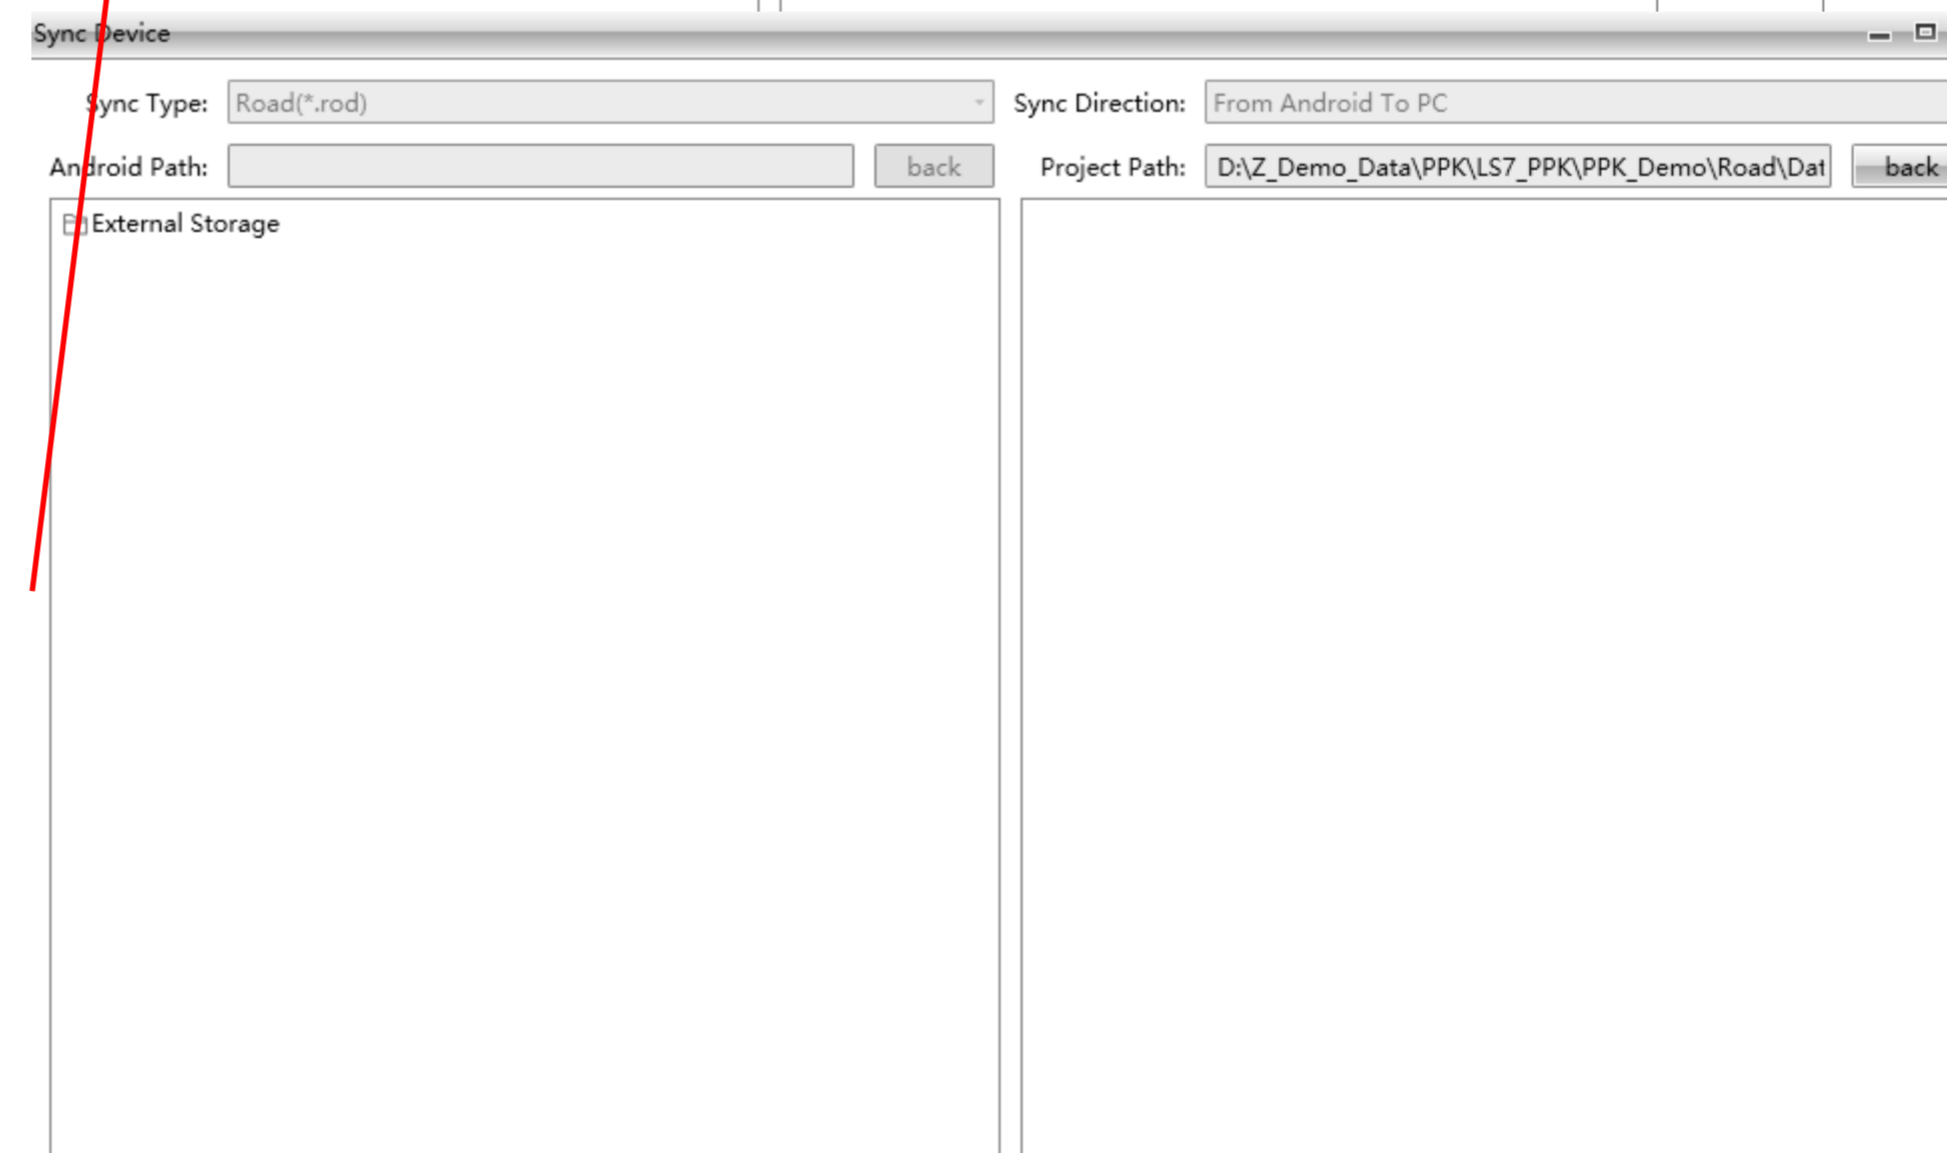 Sync Device
Sync Type: Road(*.rod) Sync Direction: From Android To PC
Android Path: back Project Path: D:\Z_Demo_Data\PPK\LS7_PPK\PPK_Demo\Road\Dat back
External Storage